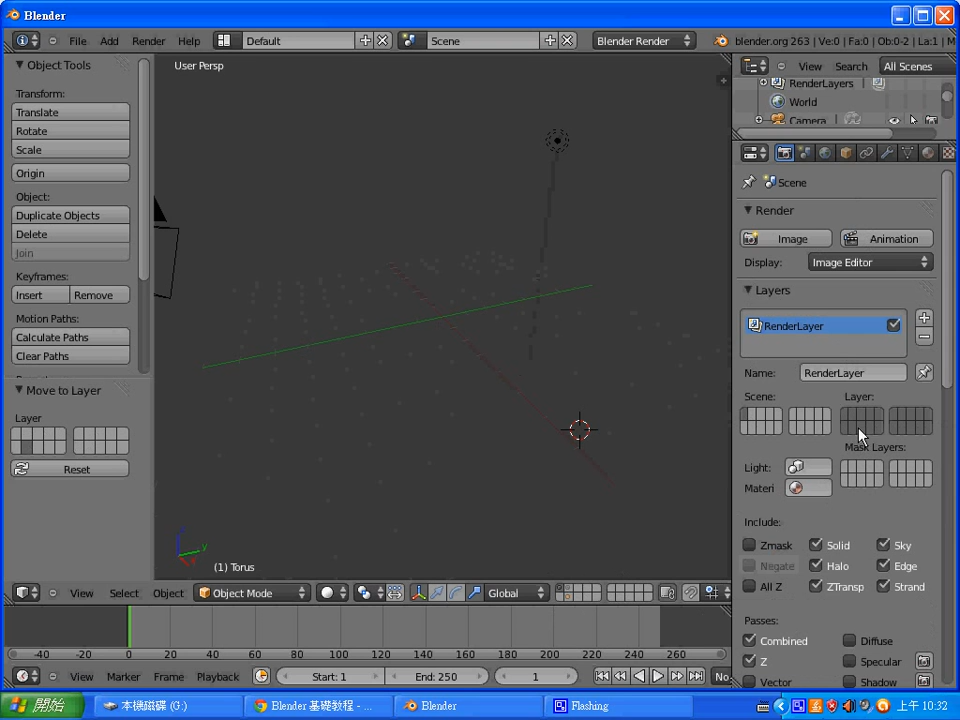 Blender
File Add Render Help Default Scene Blender Render blender.org 263 | Ve:0 | Fa:0 | Ob:0-2 | La:1 | M
Object Tools
Transform:
Translate
Rotate
Scale
Origin
Object:
Duplicate Objects
Delete
Join
Keyframes:
Insert Remove
Motion Paths:
Calculate Paths
Clear Paths
Move to Layer
Layer
Reset
User Persp
(1) Torus
View Select Object Object Mode Global
-40 -20 0 20 40 60 80 100 120 140 160 180 200 220 240 260
View Marker Frame Playback Start: 1 End: 250 1 No
View Search All Scenes
RenderLayers
World
Camera
Scene
Render
Image Animation
Display: Image Editor
Layers
RenderLayer
Name: RenderLayer
Scene: Layer:
Mask Layers:
Light:
Materi
Include:
Zmask Solid Sky
Negate Halo Edge
All Z ZTransp Strand
Passes:
Combined Diffuse
Z Specular
Vector Shadow
開始 本機磁碟 (G:) Blender 基礎教程 - ... Blender Flashing 上午 10:32